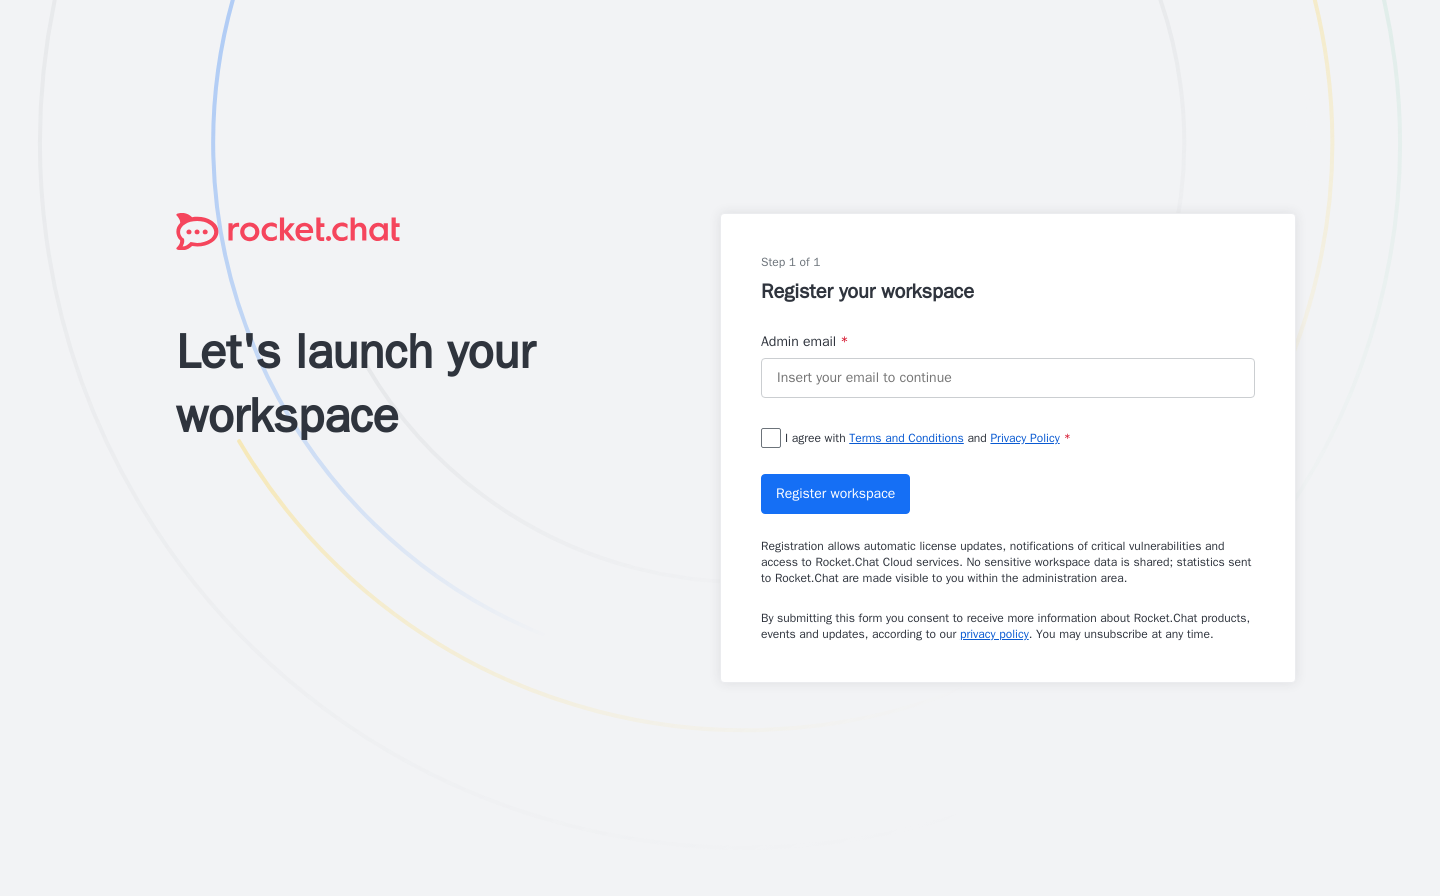 rocket.chat
Let's launch your
workspace
Step 1 of 1
Register your workspace
Admin email *
Insert your email to continue
I agree with Terms and Conditions and Privacy Policy *
Register workspace
Registration allows automatic license updates, notifications of critical vulnerabilities and
access to Rocket.Chat Cloud services. No sensitive workspace data is shared; statistics sent
to Rocket.Chat are made visible to you within the administration area.
By submitting this form you consent to receive more information about Rocket.Chat products,
events and updates, according to our privacy policy. You may unsubscribe at any time.